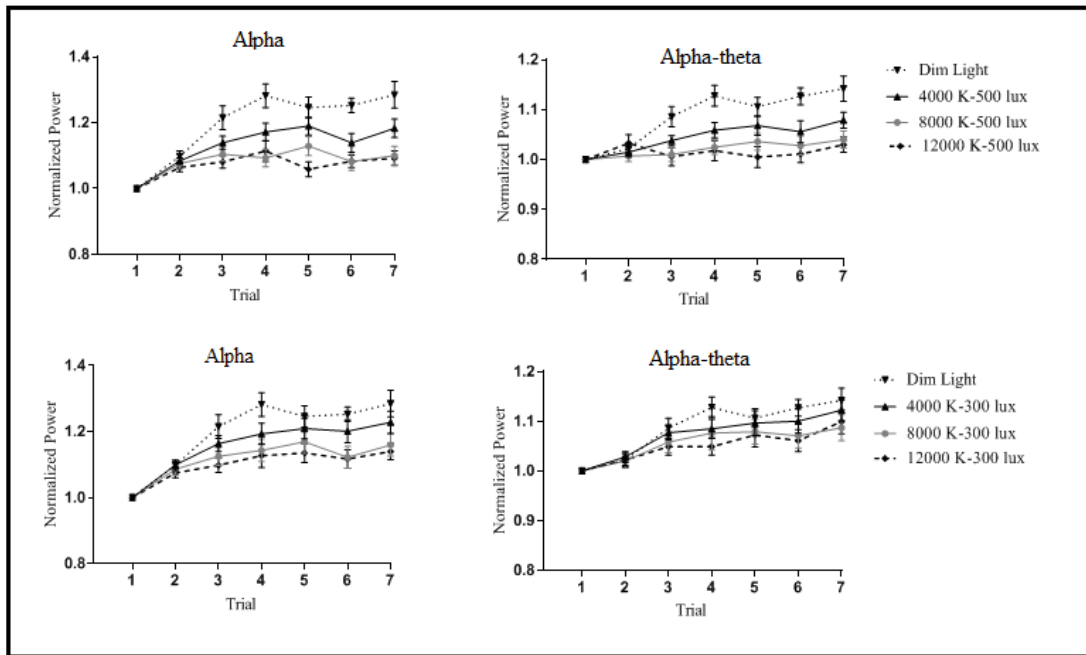 Alpha
1.4
1.2
1.0
0.8
Normalized Power
1 2 3 4 5 6 7
Trial
Alpha-theta
1.2
1.1
1.0
0.9
0.8
Normalized Power
1 2 3 4 5 6 7
Trial
Dim Light
4000 K-500 lux
8000 K-500 lux
12000 K-500 lux
Alpha
1.4
1.2
1.0
0.8
Normalized Power
1 2 3 4 5 6 7
Trial
Alpha-theta
1.2
1.1
1.0
0.9
0.8
Normalized Power
1 2 3 4 5 6 7
Trial
Dim Light
4000 K-300 lux
8000 K-300 lux
12000 K-300 lux